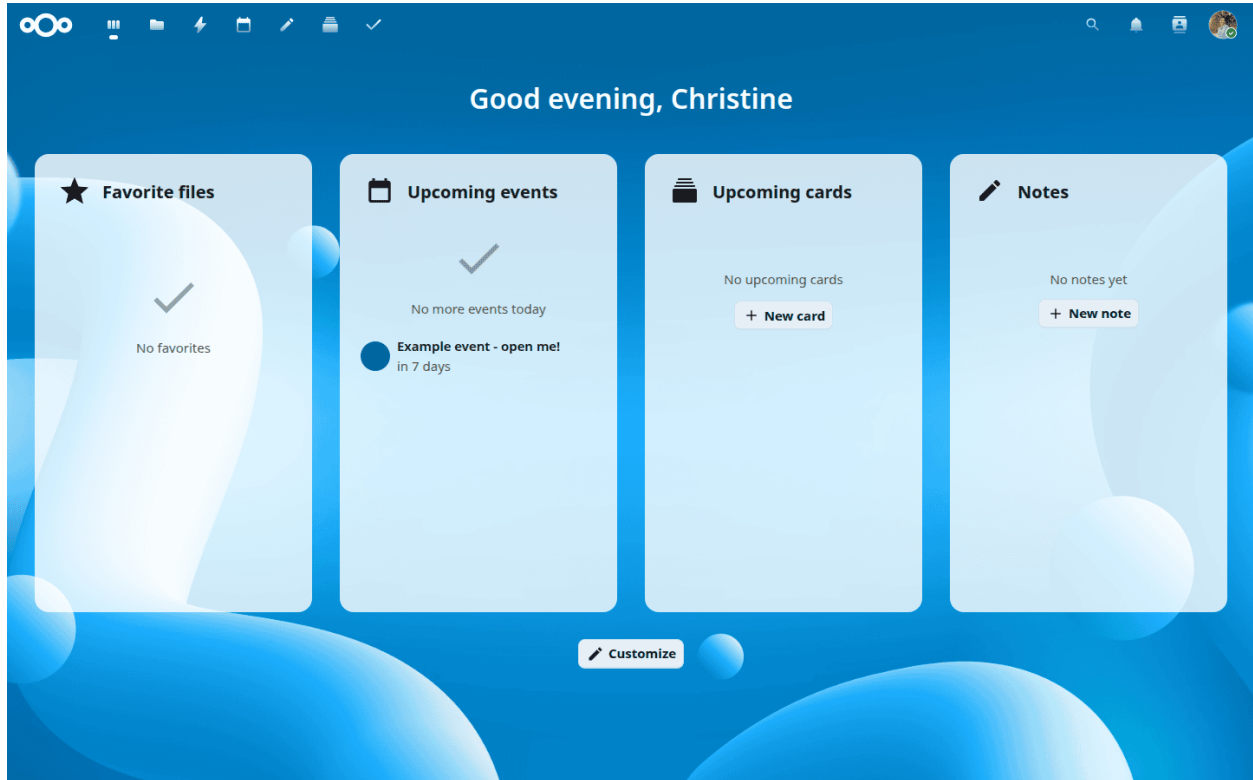 Good evening, Christine
Favorite files
No favorites
Upcoming events
No more events today
Example event - open me!
in 7 days
Upcoming cards
No upcoming cards
+ New card
Notes
No notes yet
+ New note
Customize